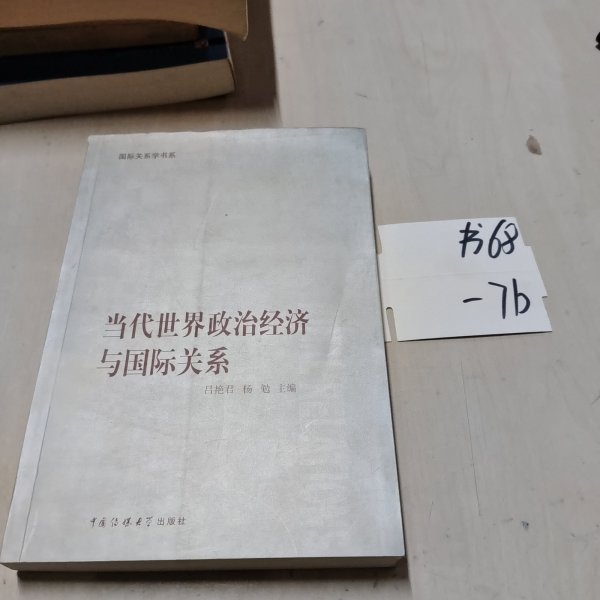 国际关系学书系
当代世界政治经济
与国际关系
吕艳君 杨 勉 主编
中国传媒大学出版社
书68
-7b